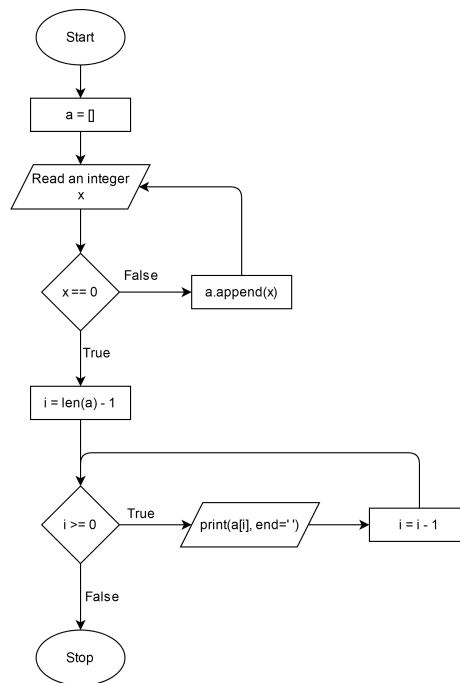 Start
a = []
Read an integer
x
x == 0
False
a.append(x)
True
i = len(a) - 1
i >= 0
True
print(a[i], end=' ')
i = i - 1
False
Stop